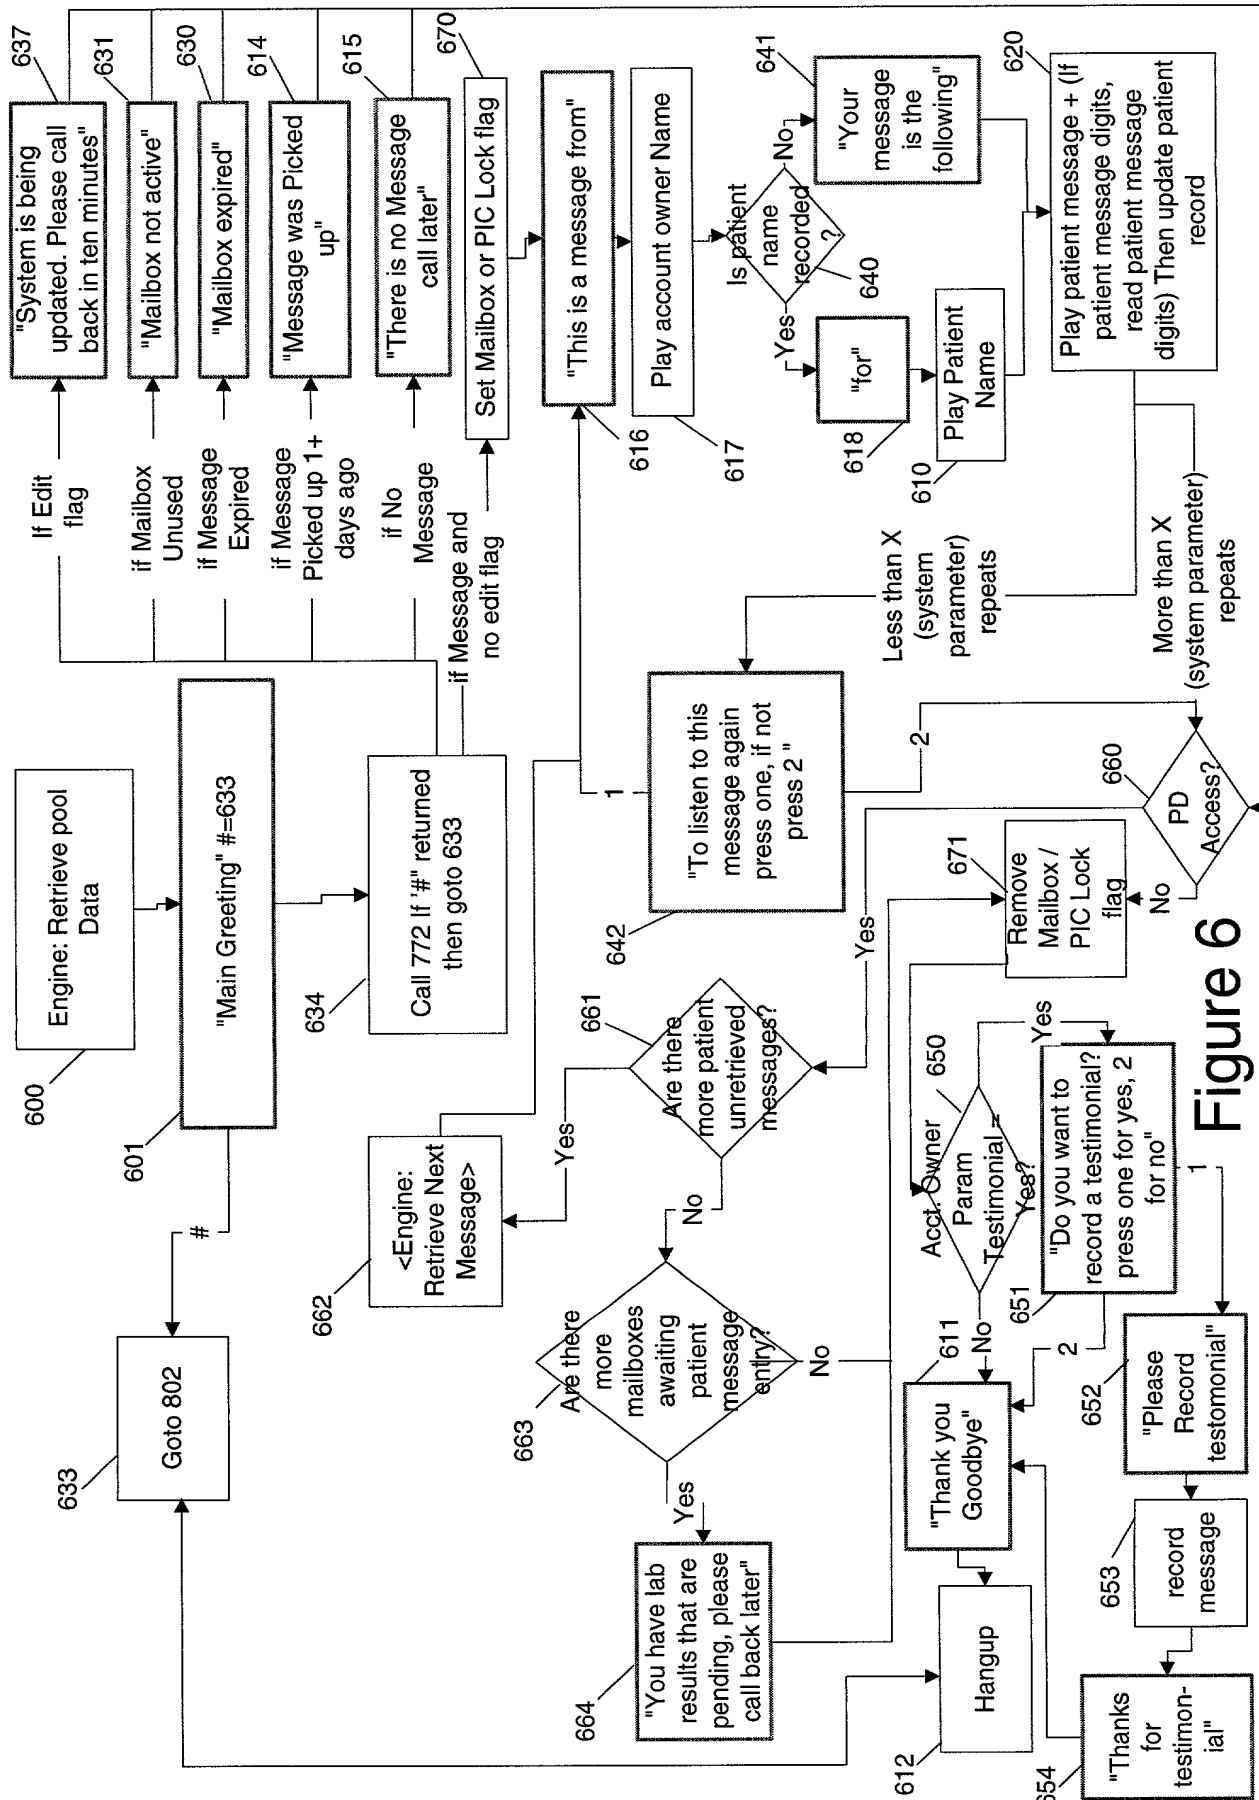 Engine: Retrieve pool
Data
600
"Main Greeting" #=633
601
#
Goto 802
633
Call 772 If '#" returned
then goto 633
634
If Edit
flag
"System is being
updated. Please call
back in ten minutes"
637
if Mailbox
Unused
"Mailbox not active"
631
if Message
Expired
"Mailbox expired"
630
if Message
Picked up 1+
days ago
"Message was Picked
up"
614
if No
Message
"There is no Message
call later"
615
if Message and
no edit flag
Set Mailbox or PIC Lock flag
670
"This is a message from"
616
Play account owner Name
617
Is patient
name
recorded
?
640
Yes
No
"for"
618
Play Patient
Name
610
"Your
message
is the
following"
641
Play patient message + (If
patient message digits,
read patient message
digits) Then update patient
record
620
Less than X
(system
parameter)
repeats
More than X
(system parameter)
repeats
"To listen to this
message again
press one, if not
press 2 "
642
1
2
PD
Access?
660
Yes
No
Remove
Mailbox /
PIC Lock
flag
671
Are there
more patient
unretrieved
messages?
661
Yes
No
<Engine:
Retrieve Next
Message>
662
Are there
more
mailboxes
awaiting
patient
message
entry?
663
Yes
No
"You have lab
results that are
pending, please
call back later"
664
Acct. Owner
Param
Testimonial =
Yes?
650
Yes
No
"Do you want to
record a testimonial?
press one for yes, 2
for no"
651
1
2
"Please
Record
testomonial"
652
record
message
653
"Thanks
for
testimon-
ial"
654
"Thank you
Goodbye"
611
Hangup
612
Figure 6